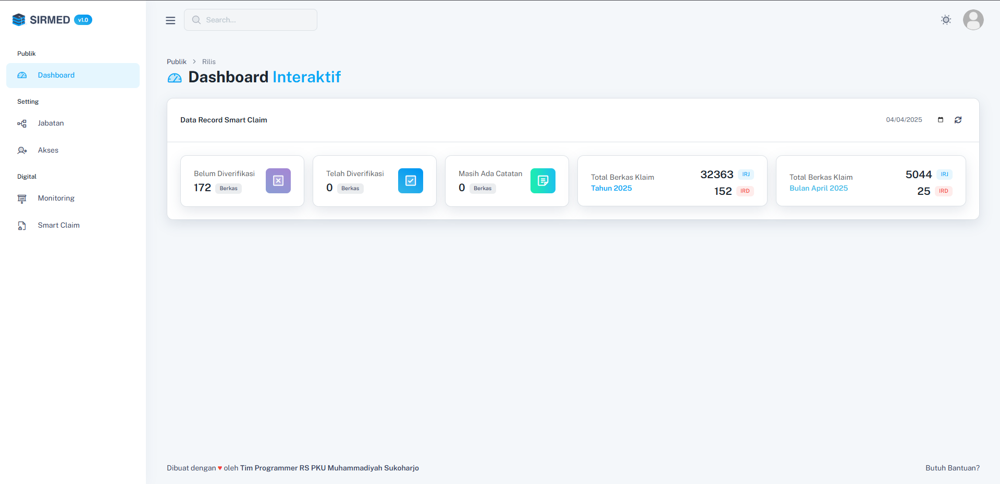 SIRMED v1.0
Search...
Publik
Dashboard
Setting
Jabatan
Akses
Digital
Monitoring
Smart Claim
Publik > Rilis
Dashboard Interaktif
Data Record Smart Claim
04/04/2025
Belum Diverifikasi
172 Berkas
Telah Diverifikasi
0 Berkas
Masih Ada Catatan
0 Berkas
Total Berkas Klaim
Tahun 2025
32363 IRJ
152 IRD
Total Berkas Klaim
Bulan April 2025
5044 IRJ
25 IRD
Dibuat dengan ♥ oleh Tim Programmer RS PKU Muhammadiyah Sukoharjo
Butuh Bantuan?